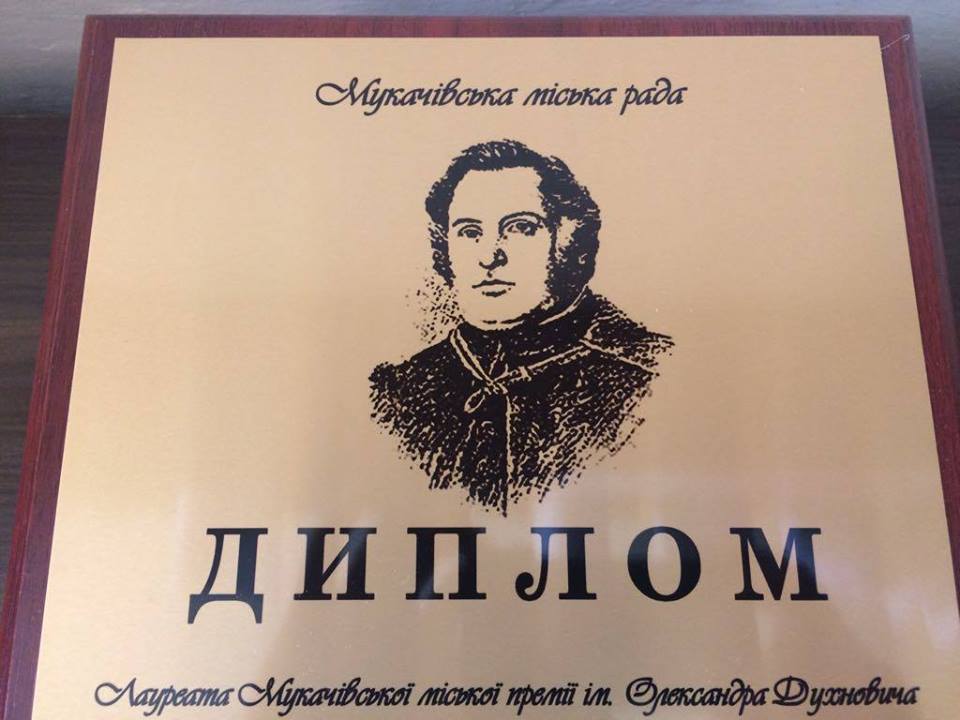 Мукачівська міська рада
ДИПЛОМ
Лауреата Мукачівської міської премії ім. Олександра Духновича